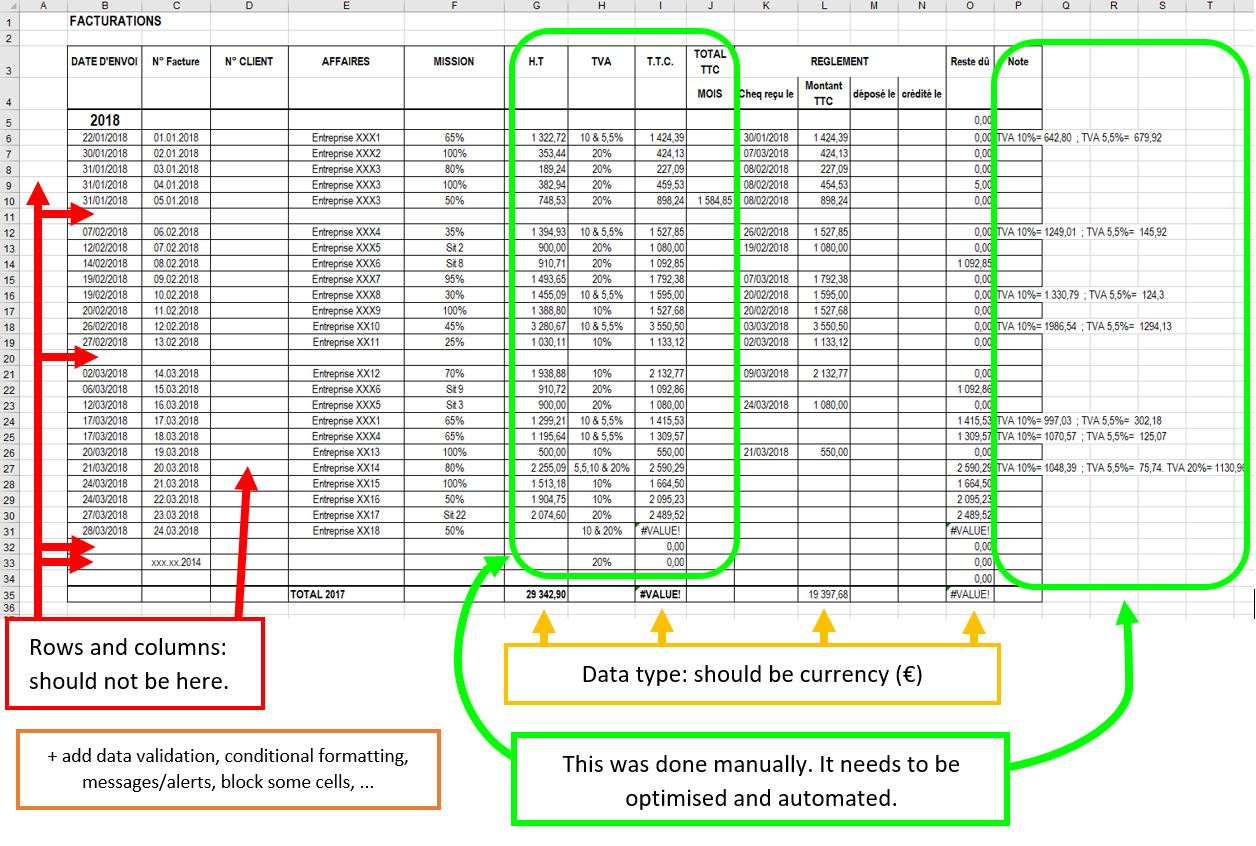 A B C D E F G H I J K L M N O P Q R S T
1 FACTURATIONS
2
3 DATE D'ENVOI N° Facture N° CLIENT AFFAIRES MISSION H.T TVA T.T.C. TOTAL TTC REGLEMENT Reste dû Note
4 MOIS Cheq reçu le Montant TTC déposé le crédité le
5 2018 0,00
6 22/01/2018 01.01.2018 Entreprise XXX1 65% 1 322,72 10 & 5,5% 1 424,39 30/01/2018 1 424,39 0,00 TVA 10%= 642,80 ; TVA 5,5%= 679,92
7 30/01/2018 02.01.2018 Entreprise XXX2 100% 353,44 20% 424,13 07/03/2018 424,13 0,00
8 31/01/2018 03.01.2018 Entreprise XXX3 80% 189,24 20% 227,09 08/02/2018 227,09 0,00
9 31/01/2018 04.01.2018 Entreprise XXX3 100% 382,94 20% 459,53 08/02/2018 454,53 5,00
10 31/01/2018 05.01.2018 Entreprise XXX3 50% 748,53 20% 898,24 1 584,85 08/02/2018 898,24 0,00
11
12 07/02/2018 06.02.2018 Entreprise XXX4 35% 1 394,93 10 & 5,5% 1 527,85 26/02/2018 1 527,85 0,00 TVA 10%= 1249,01 ; TVA 5,5%= 145,92
13 12/02/2018 07.02.2018 Entreprise XXX5 Sit 2 900,00 20% 1 080,00 19/02/2018 1 080,00 0,00
14 14/02/2018 08.02.2018 Entreprise XXX6 Sit 8 910,71 20% 1 092,85 1 092,85
15 19/02/2018 09.02.2018 Entreprise XXX7 95% 1 493,65 20% 1 792,38 07/03/2018 1 792,38 0,00
16 19/02/2018 10.02.2018 Entreprise XXX8 30% 1 455,09 10 & 5,5% 1 595,00 20/02/2018 1 595,00 0,00 TVA 10%= 1 330,79 ; TVA 5,5%= 124,3
17 20/02/2018 11.02.2018 Entreprise XXX9 100% 1 388,80 10% 1 527,68 20/02/2018 1 527,68 0,00
18 26/02/2018 12.02.2018 Entreprise XX10 45% 3 280,67 10 & 5,5% 3 550,50 03/03/2018 3 550,50 0,00 TVA 10%= 1986,54 ; TVA 5,5%= 1294,13
19 27/02/2018 13.02.2018 Entreprise XX11 25% 1 030,11 10% 1 133,12 02/03/2018 1 133,12 0,00
20
21 02/03/2018 14.03.2018 Entreprise XX12 70% 1 938,88 10% 2 132,77 09/03/2018 2 132,77 0,00
22 06/03/2018 15.03.2018 Entreprise XXX6 Sit 9 910,72 20% 1 092,86 1 092,86
23 12/03/2018 16.03.2018 Entreprise XXX5 Sit 3 900,00 20% 1 080,00 24/03/2018 1 080,00 0,00
24 17/03/2018 17.03.2018 Entreprise XXX1 65% 1 299,21 10 & 5,5% 1 415,53 1 415,53 TVA 10%= 997,03 ; TVA 5,5%= 302,18
25 17/03/2018 18.03.2018 Entreprise XXX4 65% 1 195,64 10 & 5,5% 1 309,57 1 309,57 TVA 10%= 1070,57 ; TVA 5,5%= 125,07
26 20/03/2018 19.03.2018 Entreprise XX13 100% 500,00 10% 550,00 21/03/2018 550,00 0,00
27 21/03/2018 20.03.2018 Entreprise XX14 80% 2 255,09 5,5,10 & 20% 2 590,29 2 590,29 TVA 10%= 1048,39 ; TVA 5,5%= 75,74. TVA 20%= 1130,96
28 24/03/2018 21.03.2018 Entreprise XX15 100% 1 513,18 10% 1 664,50 1 664,50
29 24/03/2018 22.03.2018 Entreprise XX16 50% 1 904,75 10% 2 095,23 2 095,23
30 27/03/2018 23.03.2018 Entreprise XX17 Sit 22 2 074,60 20% 2 489,52 2 489,52
31 28/03/2018 24.03.2018 Entreprise XX18 50% 10 & 20% #VALUE! #VALUE!
32 0,00 0,00
33 xxx.xx.2014 20% 0,00 0,00
34 0,00
35 TOTAL 2017 29 342,90 #VALUE! 19 397,68 #VALUE!
36
Rows and columns:
should not be here.
Data type: should be currency (€)
+ add data validation, conditional formatting,
messages/alerts, block some cells, ...
This was done manually. It needs to be
optimised and automated.